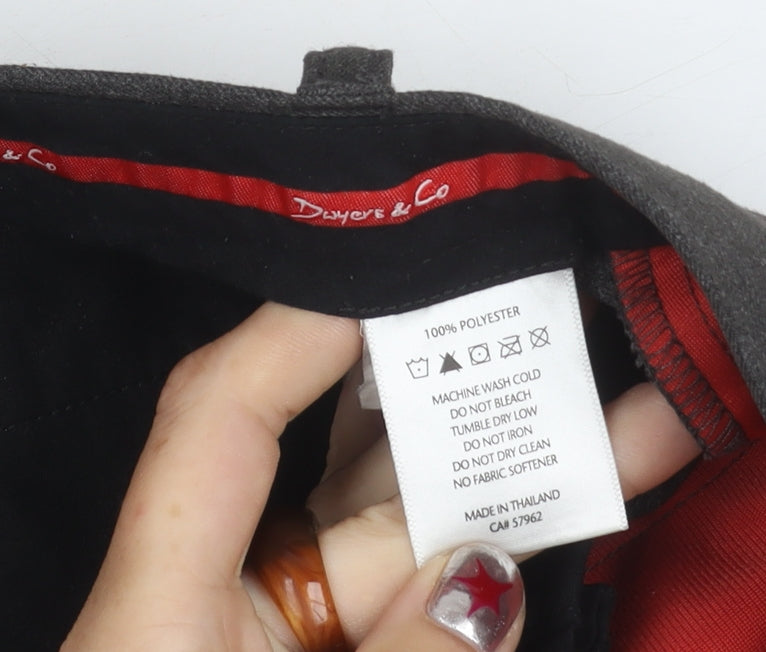 & Co
Dwyers & Co
100% POLYESTER
MACHINE WASH COLD
DO NOT BLEACH
TUMBLE DRY LOW
DO NOT IRON
DO NOT DRY CLEAN
NO FABRIC SOFTENER
MADE IN THAILAND
CA# 57962